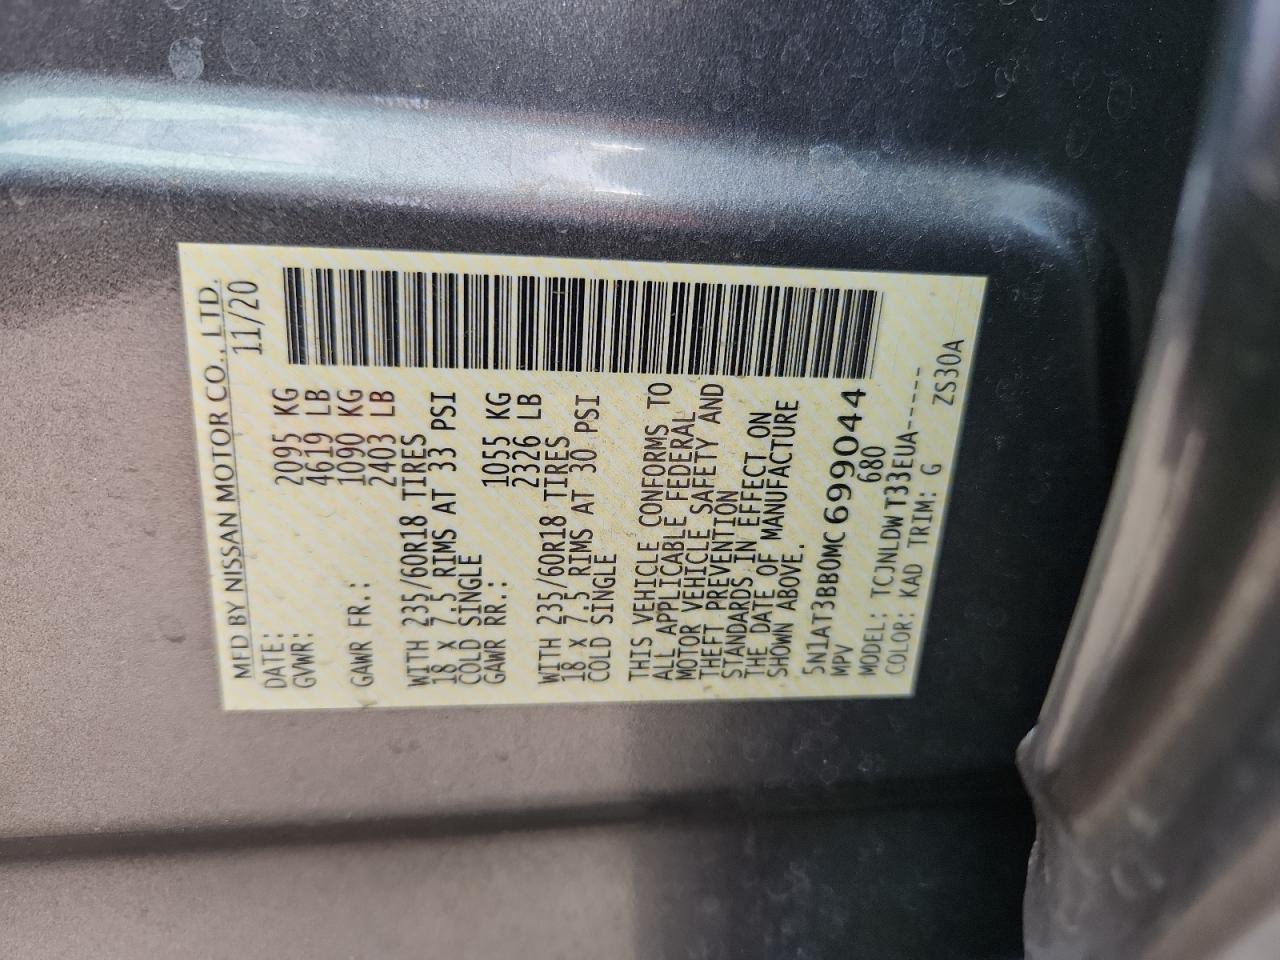 MFD BY NISSAN MOTOR CO., LTD.
DATE: 11/20
GVWR: 2095 KG
4619 LB
GAWR FR.: 1090 KG
2403 LB
WITH 235/60R18 TIRES
18 X 7.5 RIMS AT 33 PSI
COLD SINGLE
GAWR RR.: 1055 KG
2326 LB
WITH 235/60R18 TIRES
18 X 7.5 RIMS AT 30 PSI
COLD SINGLE
THIS VEHICLE CONFORMS TO
ALL APPLICABLE FEDERAL
MOTOR VEHICLE SAFETY AND
THEFT PREVENTION
STANDARDS IN EFFECT ON
THE DATE OF MANUFACTURE
SHOWN ABOVE.
5N1AT3BB0MC699044
MPV 680
MODEL: TCJNLDWT33EUA-----
COLOR: KAD TRIM: G ZS30A